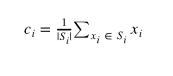 c_i = \frac{1}{|S_i|} \sum_{x_i \in S_i} x_i